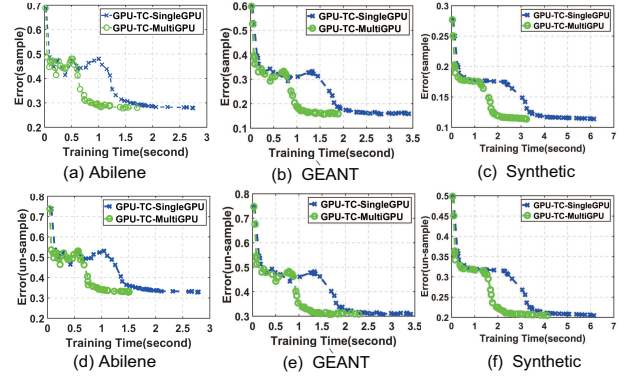 0.7
0.6
0.5
0.4
0.3
0.2
Error(sample)
GPU-TC-SingleGPU
GPU-TC-MultiGPU
0 0.5 1 1.5 2 2.5 3
Training Time(second)
(a) Abilene
0.6
0.5
0.4
0.3
0.2
0.1
Error(sample)
GPU-TC-SingleGPU
GPU-TC-MultiGPU
0 0.5 1 1.5 2 2.5 3 3.5
Training Time(second)
(b) GEANT
0.3
0.25
0.2
0.15
0.1
Error(sample)
GPU-TC-SingleGPU
GPU-TC-MultiGPU
0 1 2 3 4 5 6 7
Training Time(second)
(c) Synthetic
0.8
0.7
0.6
0.5
0.4
0.3
0.2
Error(un-sample)
GPU-TC-SingleGPU
GPU-TC-MultiGPU
0 0.5 1 1.5 2 2.5 3
Training Time(second)
(d) Abilene
0.8
0.7
0.6
0.5
0.4
0.3
Error(un-sample)
GPU-TC-SingleGPU
GPU-TC-MultiGPU
0 0.5 1 1.5 2 2.5 3 3.5
Training Time(second)
(e) GEANT
0.5
0.4
0.3
0.2
Error(un-sample)
GPU-TC-SingleGPU
GPU-TC-MultiGPU
0 1 2 3 4 5 6 7
Training Time(second)
(f) Synthetic